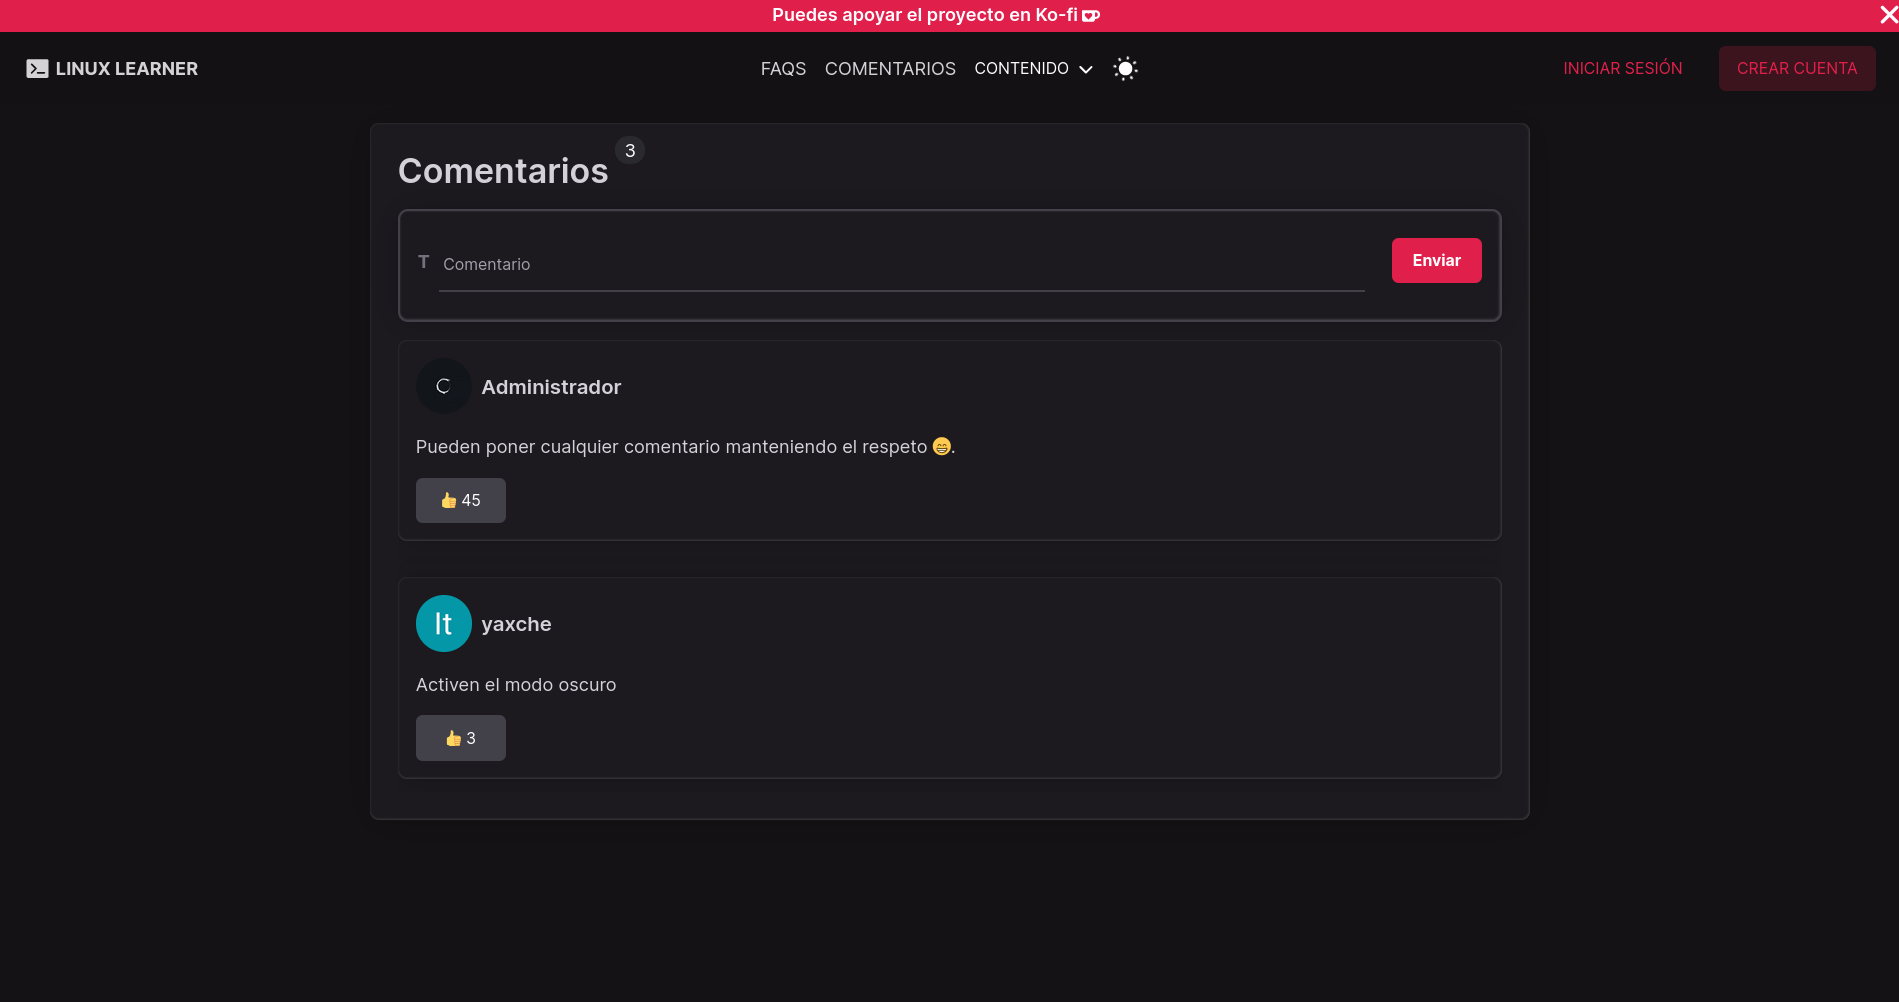 Puedes apoyar el proyecto en Ko-fi
LINUX LEARNER
FAQS COMENTARIOS CONTENIDO
INICIAR SESIÓN CREAR CUENTA
Comentarios 3
T Comentario
Enviar
Administrador
Pueden poner cualquier comentario manteniendo el respeto 😄.
👍 45
lt yaxche
Activen el modo oscuro
👍 3